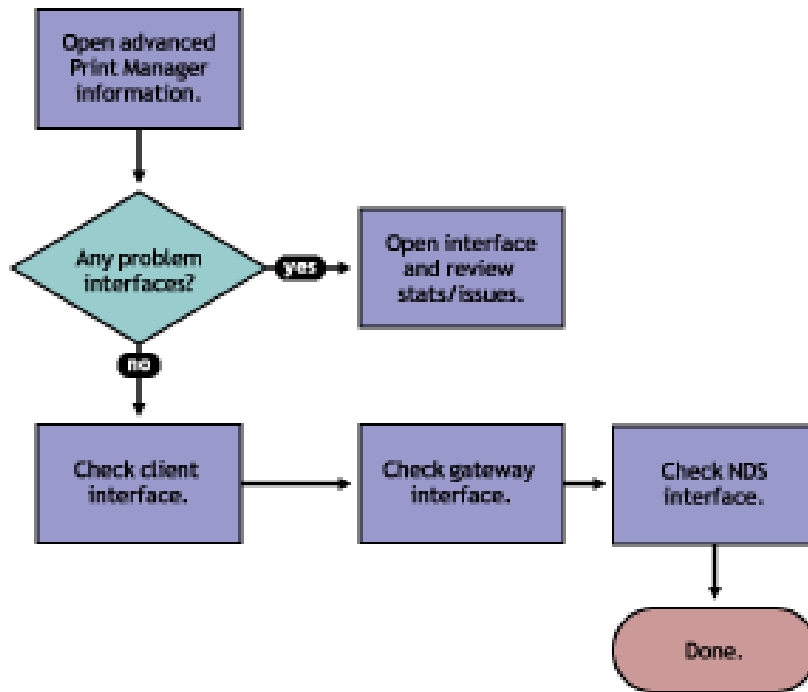 Open advanced
Print Manager
information.
Any problem
interfaces?
yes
Open interface
and review
stats/issues.
no
Check client
interface.
Check gateway
interface.
Check NDS
interface.
Done.